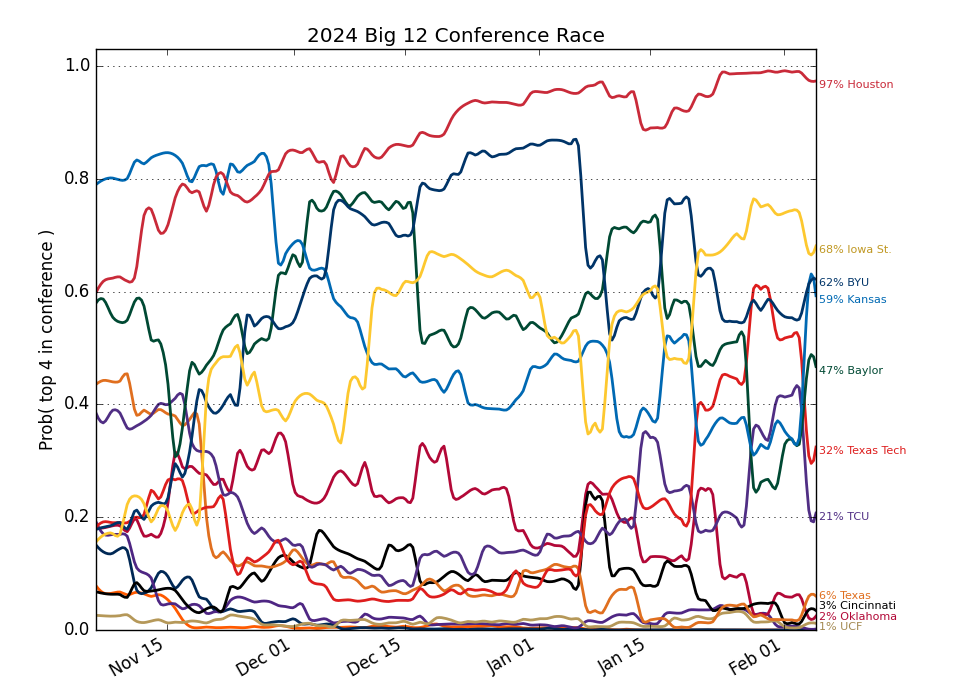 2024 Big 12 Conference Race
Prob( top 4 in conference )
1.0
0.8
0.6
0.4
0.2
0.0
97% Houston
68% Iowa St.
62% BYU
59% Kansas
47% Baylor
32% Texas Tech
21% TCU
6% Texas
3% Cincinnati
2% Oklahoma
1% UCF
Nov 15
Dec 01
Dec 15
Jan 01
Jan 15
Feb 01